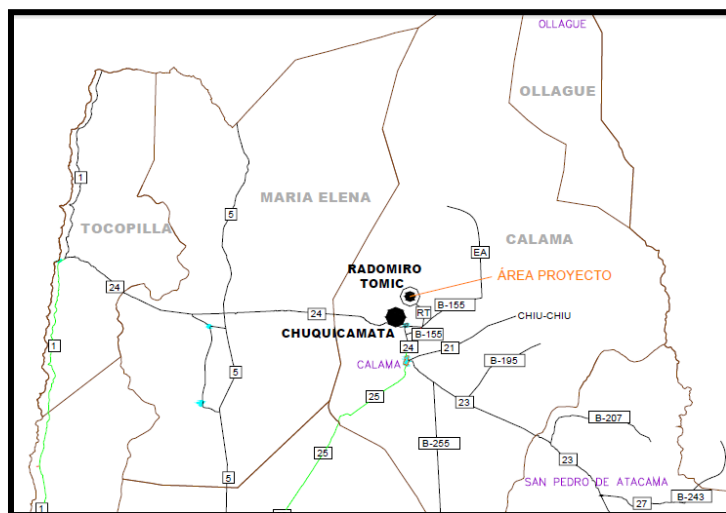 OLLAGUE
OLLAGUE
1
MARIA ELENA
5
TOCOPILLA
CALAMA
EA
RADOMIRO
TOMIC
ÁREA PROYECTO
24
24
RT
B-155
CHUQUICAMATA
CHIU-CHIU
B-155
1
24
21
CALAMA
B-195
5
25
23
B-207
25
B-255
23
5
SAN PEDRO DE ATACAMA
B-243
27
1